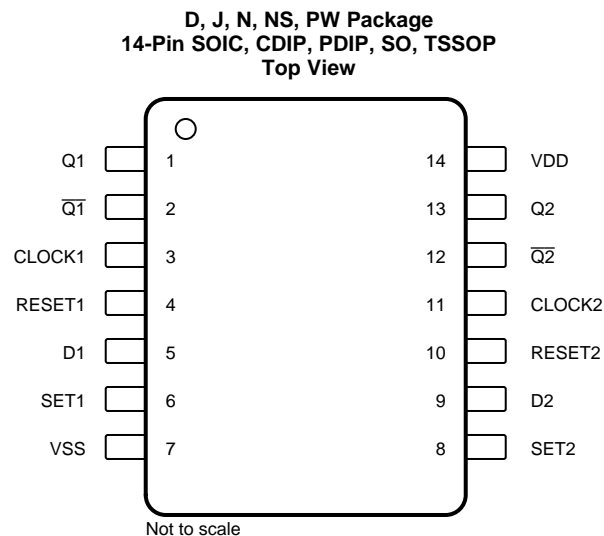 D, J, N, NS, PW Package
14-Pin SOIC, CDIP, PDIP, SO, TSSOP
Top View
Q1 1 14 VDD
Q̅1̅ 2 13 Q2
CLOCK1 3 12 Q̅2̅
RESET1 4 11 CLOCK2
D1 5 10 RESET2
SET1 6 9 D2
VSS 7 8 SET2
Not to scale